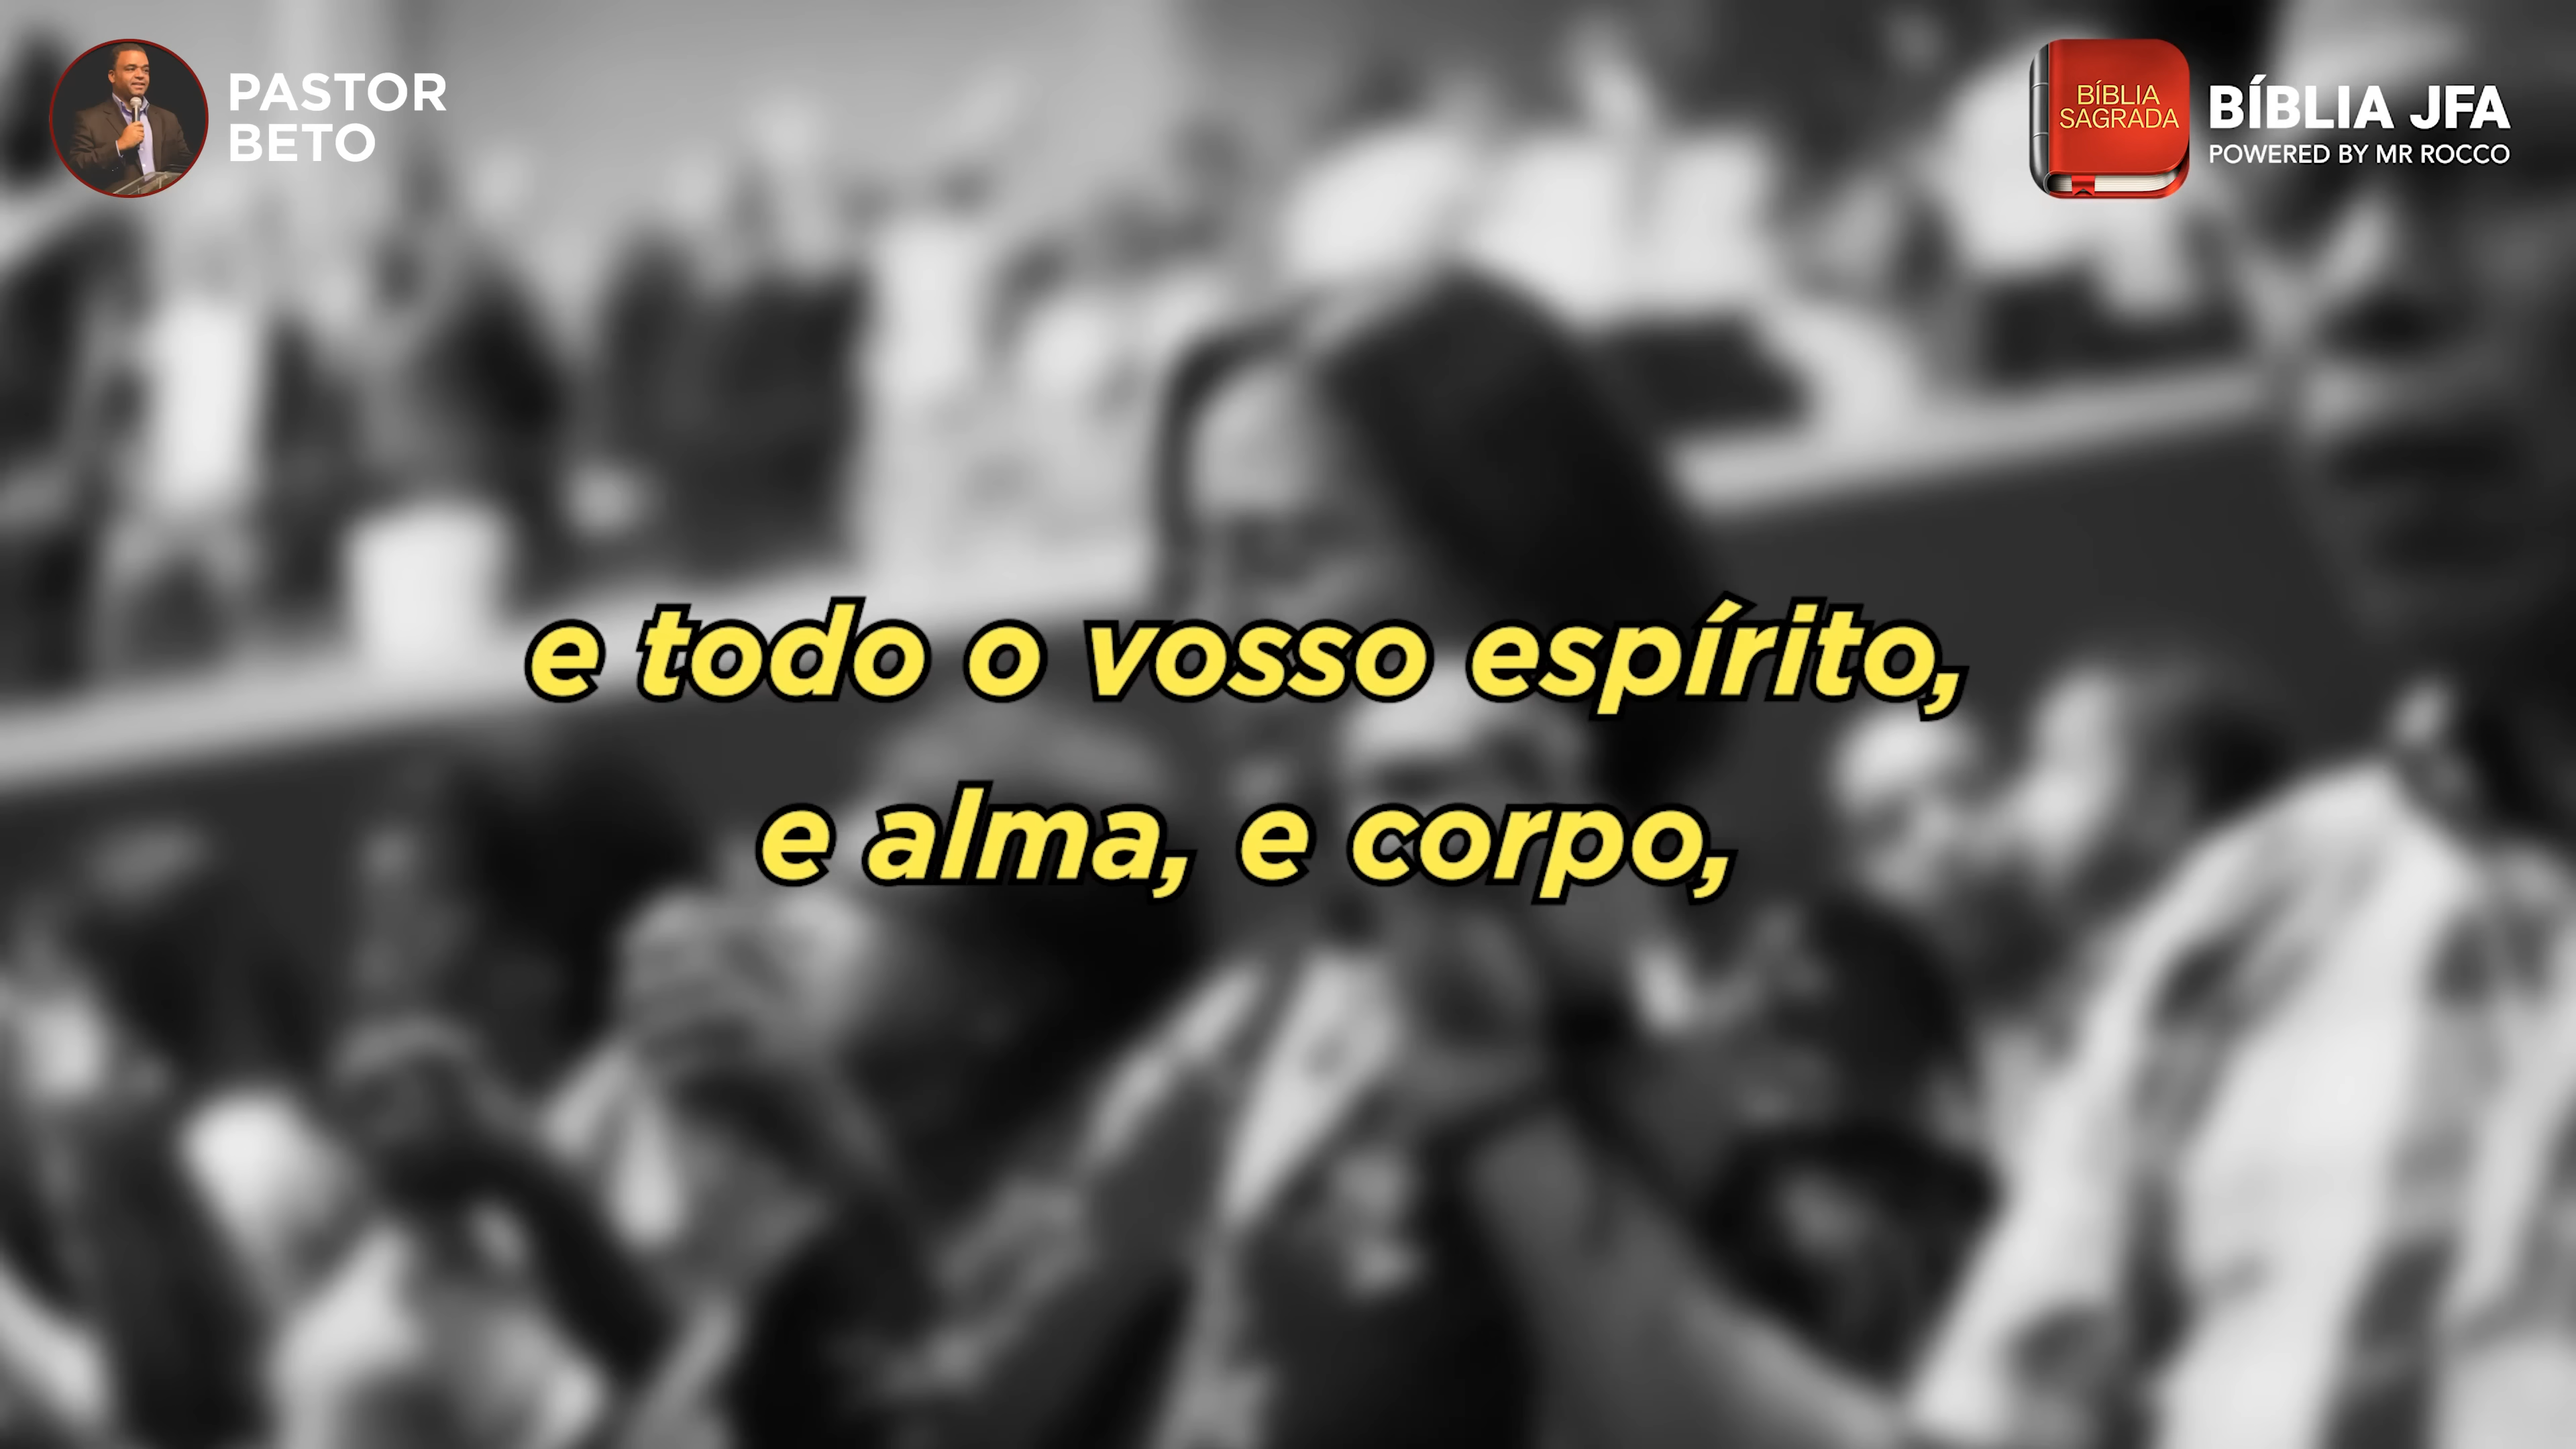 PASTOR
BETO
BÍBLIA
SAGRADA
BÍBLIA JFA
POWERED BY MR ROCCO
e todo o vosso espírito,
e alma, e corpo,